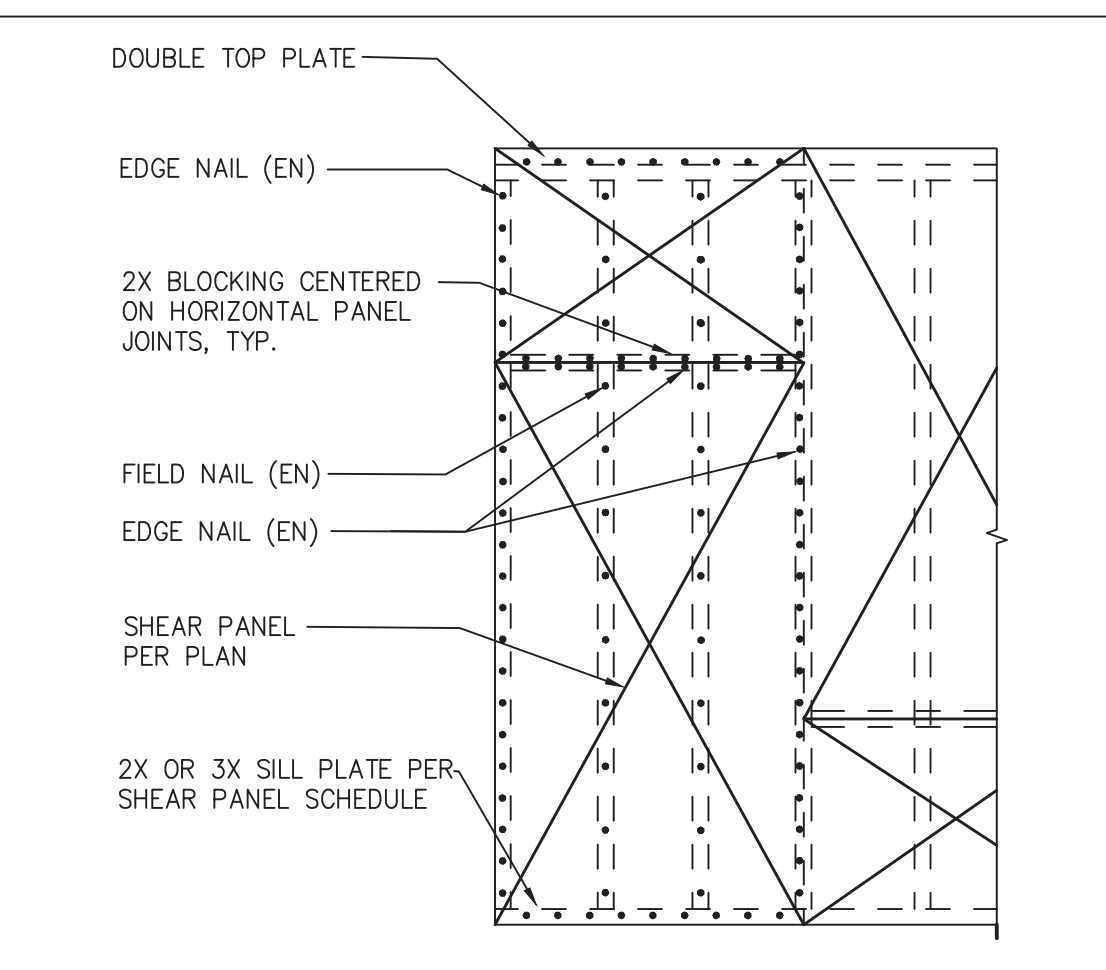 DOUBLE TOP PLATE
EDGE NAIL (EN)
2X BLOCKING CENTERED
ON HORIZONTAL PANEL
JOINTS, TYP.
FIELD NAIL (EN)
EDGE NAIL (EN)
SHEAR PANEL
PER PLAN
2X OR 3X SILL PLATE PER
SHEAR PANEL SCHEDULE